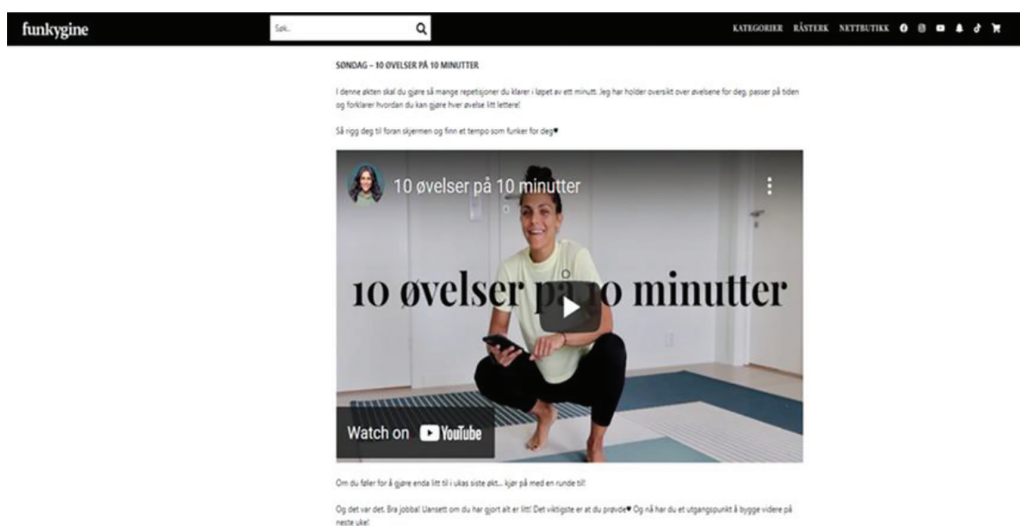 funkygine
Søk..
KATEGORIER RÅSTERK NETTBUTIKK
SØNDAG – 10 ØVELSER PÅ 10 MINUTTER
I denne økten skal du gjøre så mange repetisjoner du klarer i løpet av ett minutt. Jeg har holder oversikt over øvelsene for deg, passer på tiden
og forklarer hvordan du kan gjøre hver øvelse litt lettere!
Så rigg deg til foran skjermen og finn et tempo som funker for deg♥
10 øvelser på 10 minutter
10 øvelser på 10 minutter
Watch on YouTube
Om du føler for å gjøre enda litt til i ukas siste økt... kjør på med en runde til!
Og det var det. Bra jobba! Uansett om du har gjort alt er litt! Det viktigste er at du prøvde♥ Og nå har du et utgangspunkt å bygge videre på
neste uke!